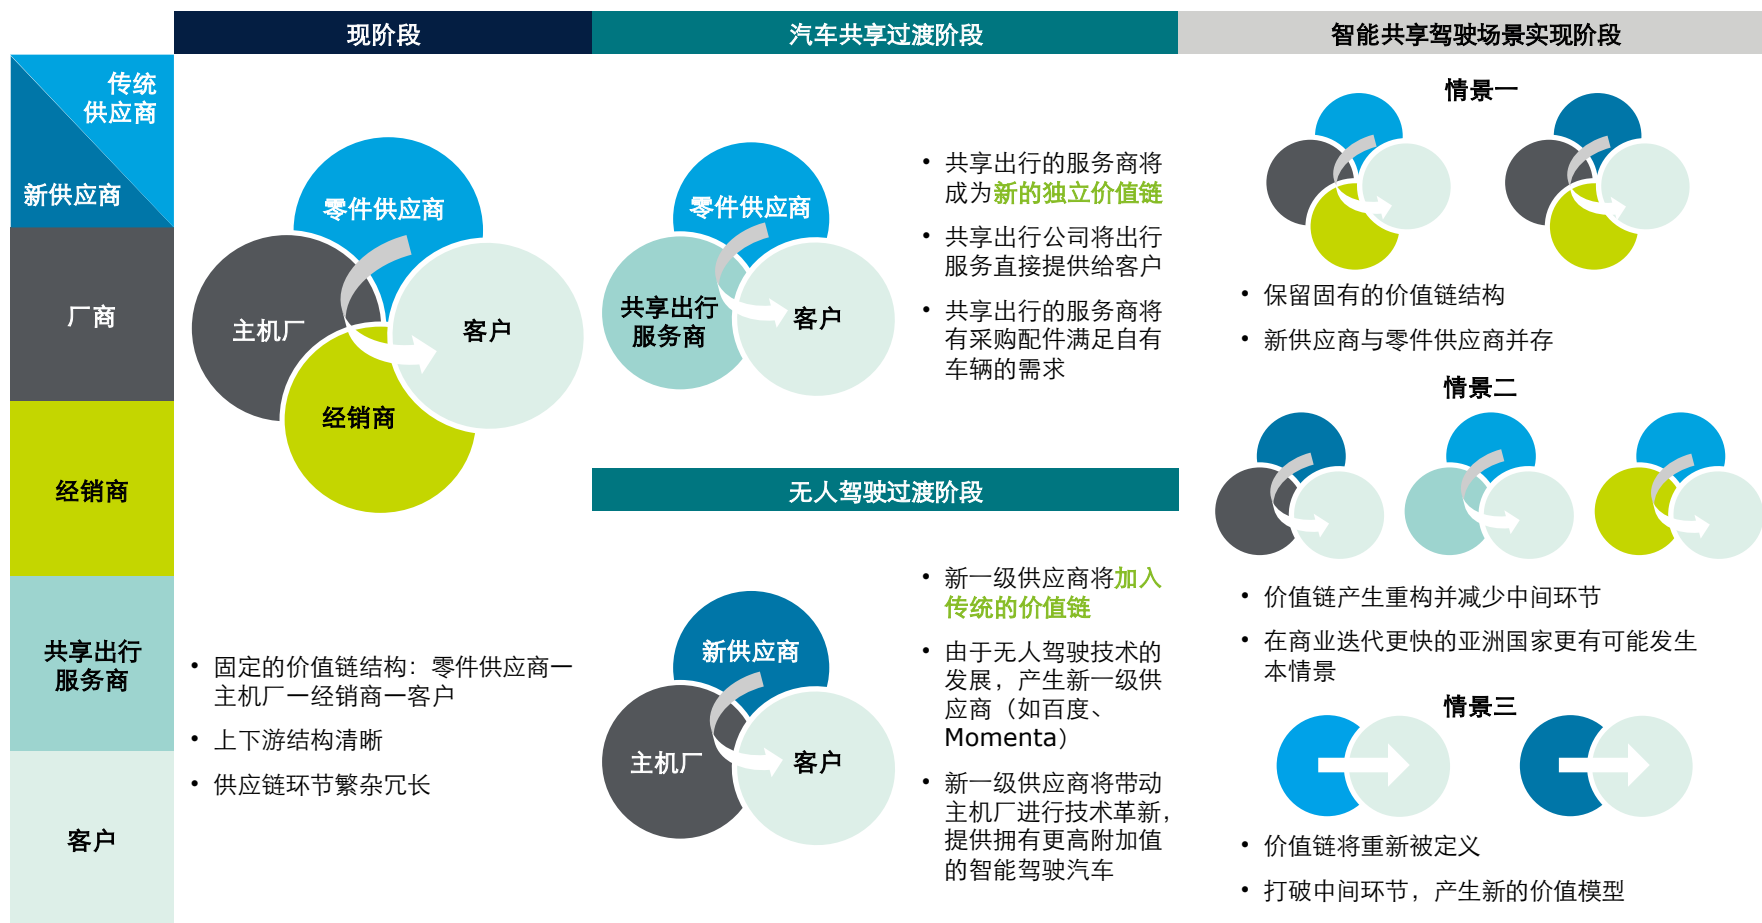 现阶段
汽车共享过渡阶段
智能共享驾驶场景实现阶段
传统
供应商
新供应商
厂商
经销商
共享出行
服务商
客户
零件供应商
主机厂
客户
经销商
• 固定的价值链结构：零件供应商—
主机厂—经销商—客户
• 上下游结构清晰
• 供应链环节繁杂冗长
零件供应商
共享出行
服务商
客户
• 共享出行的服务商将
成为新的独立价值链
• 共享出行公司将出行
服务直接提供给客户
• 共享出行的服务商将
有采购配件满足自有
车辆的需求
无人驾驶过渡阶段
新供应商
主机厂
客户
• 新一级供应商将加入
传统的价值链
• 由于无人驾驶技术的
发展，产生新一级供
应商（如百度、
Momenta）
• 新一级供应商将带动
主机厂进行技术革新，
提供拥有更高附加值
的智能驾驶汽车
情景一
• 保留固有的价值链结构
• 新供应商与零件供应商并存
情景二
• 价值链产生重构并减少中间环节
• 在商业迭代更快的亚洲国家更有可能发生
本情景
情景三
• 价值链将重新被定义
• 打破中间环节，产生新的价值模型